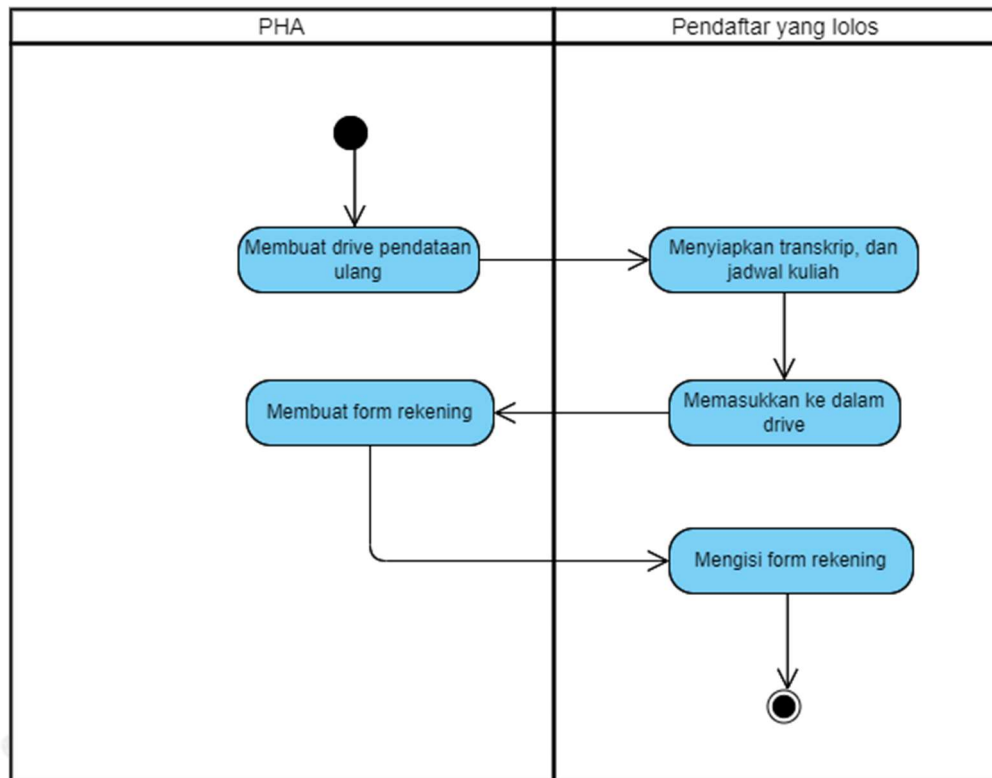 PHA
Pendaftar yang lolos
Membuat drive pendataan
ulang
Menyiapkan transkrip, dan
jadwal kuliah
Memasukkan ke dalam
drive
Membuat form rekening
Mengisi form rekening